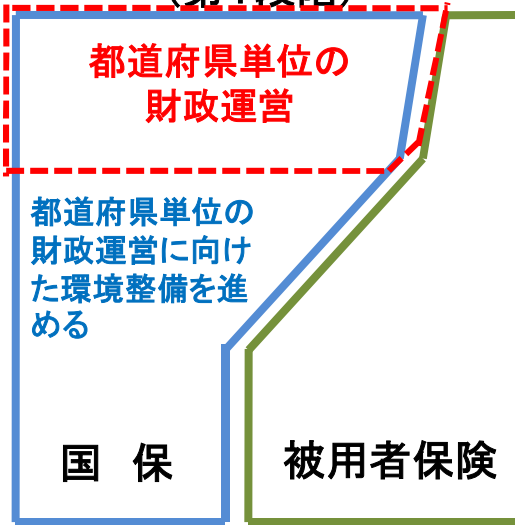 都道府県単位の
財政運営
都道府県単位の
財政運営に向け
た環境整備を進
める
国 保
被用者保険